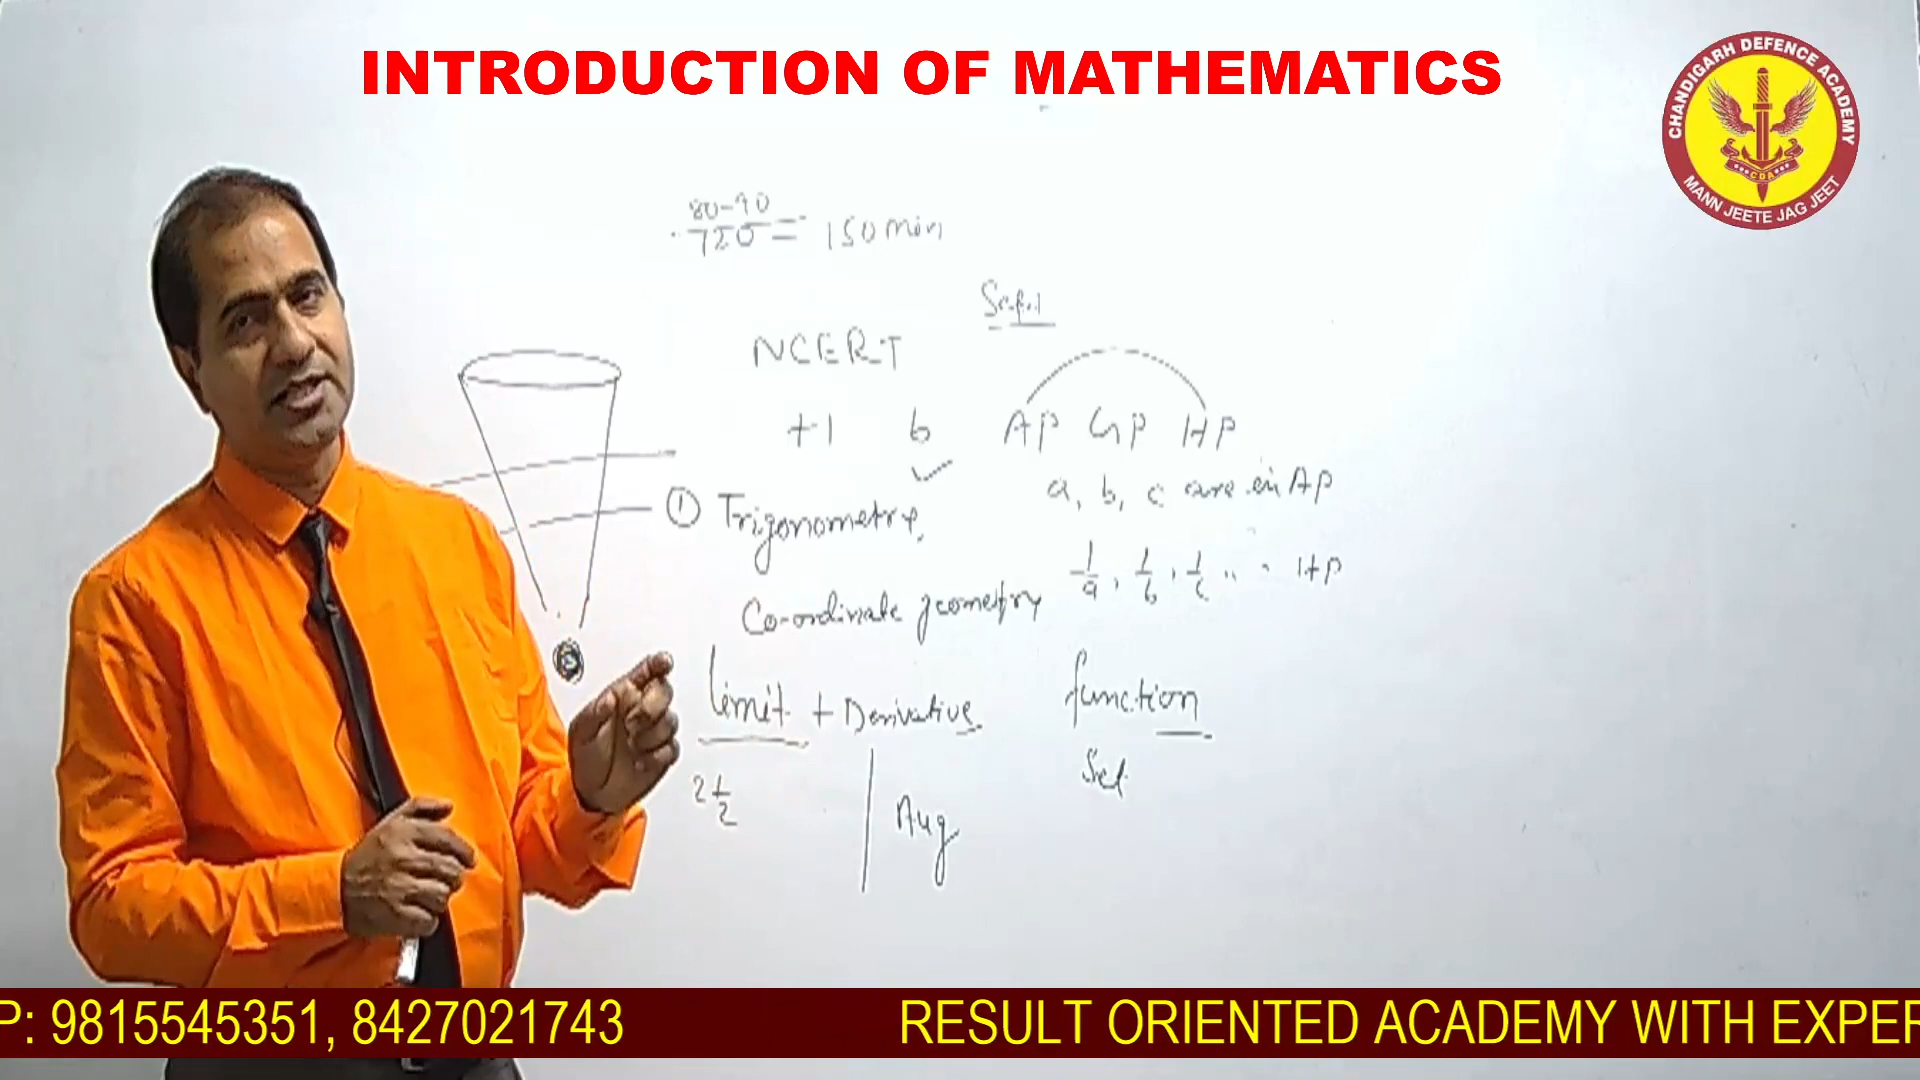 INTRODUCTION OF MATHEMATICS
CHANDIGARH DEFENCE ACADEMY
CDA
MANN JEETE JAG JEET
80-90
720 = 150 min
NCERT
+1 b AP GP HP
a, b, c are in AP
① Trigonometry,
1/a, 1/b, 1/c .. . HP
Co-ordinate geometry
limit + Derivative function
Set
2 1/2 Aug
P: 9815545351, 8427021743 RESULT ORIENTED ACADEMY WITH EXPER